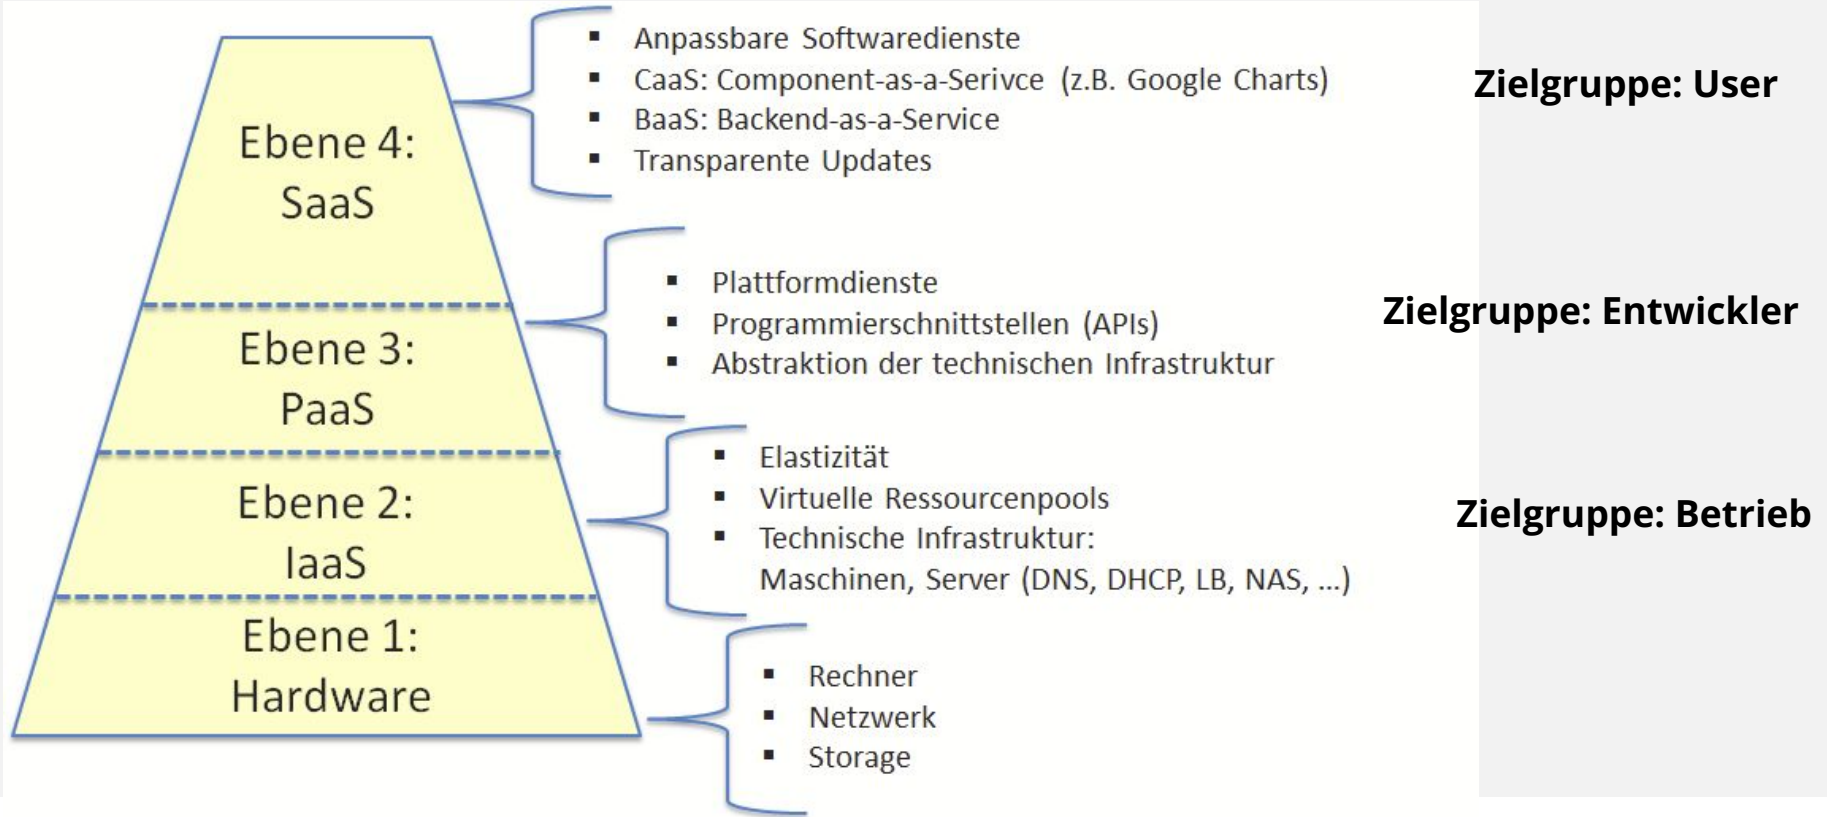 Ebene 4:
SaaS
▪ Anpassbare Softwaredienste
▪ CaaS: Component-as-a-Serivce (z.B. Google Charts)
▪ BaaS: Backend-as-a-Service
▪ Transparente Updates
Zielgruppe: User
Ebene 3:
PaaS
▪ Plattformdienste
▪ Programmierschnittstellen (APIs)
▪ Abstraktion der technischen Infrastruktur
Zielgruppe: Entwickler
Ebene 2:
IaaS
▪ Elastizität
▪ Virtuelle Ressourcenpools
▪ Technische Infrastruktur:
Maschinen, Server (DNS, DHCP, LB, NAS, ...)
Zielgruppe: Betrieb
Ebene 1:
Hardware
▪ Rechner
▪ Netzwerk
▪ Storage